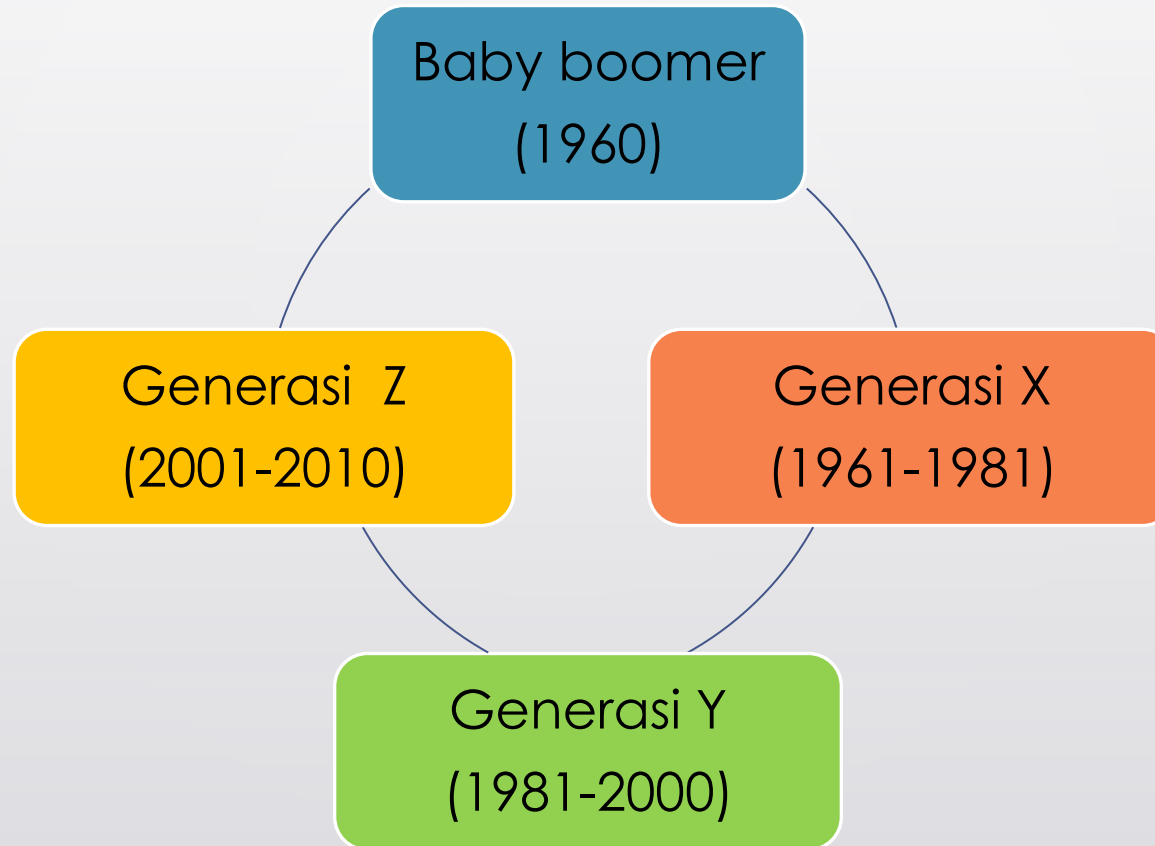 Baby boomer
(1960)
Generasi Z
(2001-2010)
Generasi X
(1961-1981)
Generasi Y
(1981-2000)